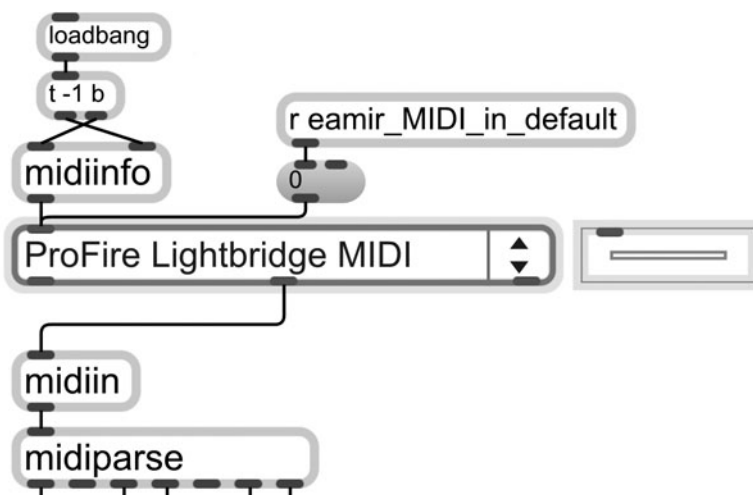 loadbang
t -1 b
r eamir_MIDI_in_default
midiinfo
0
ProFire Lightbridge MIDI
midiin
midiparse